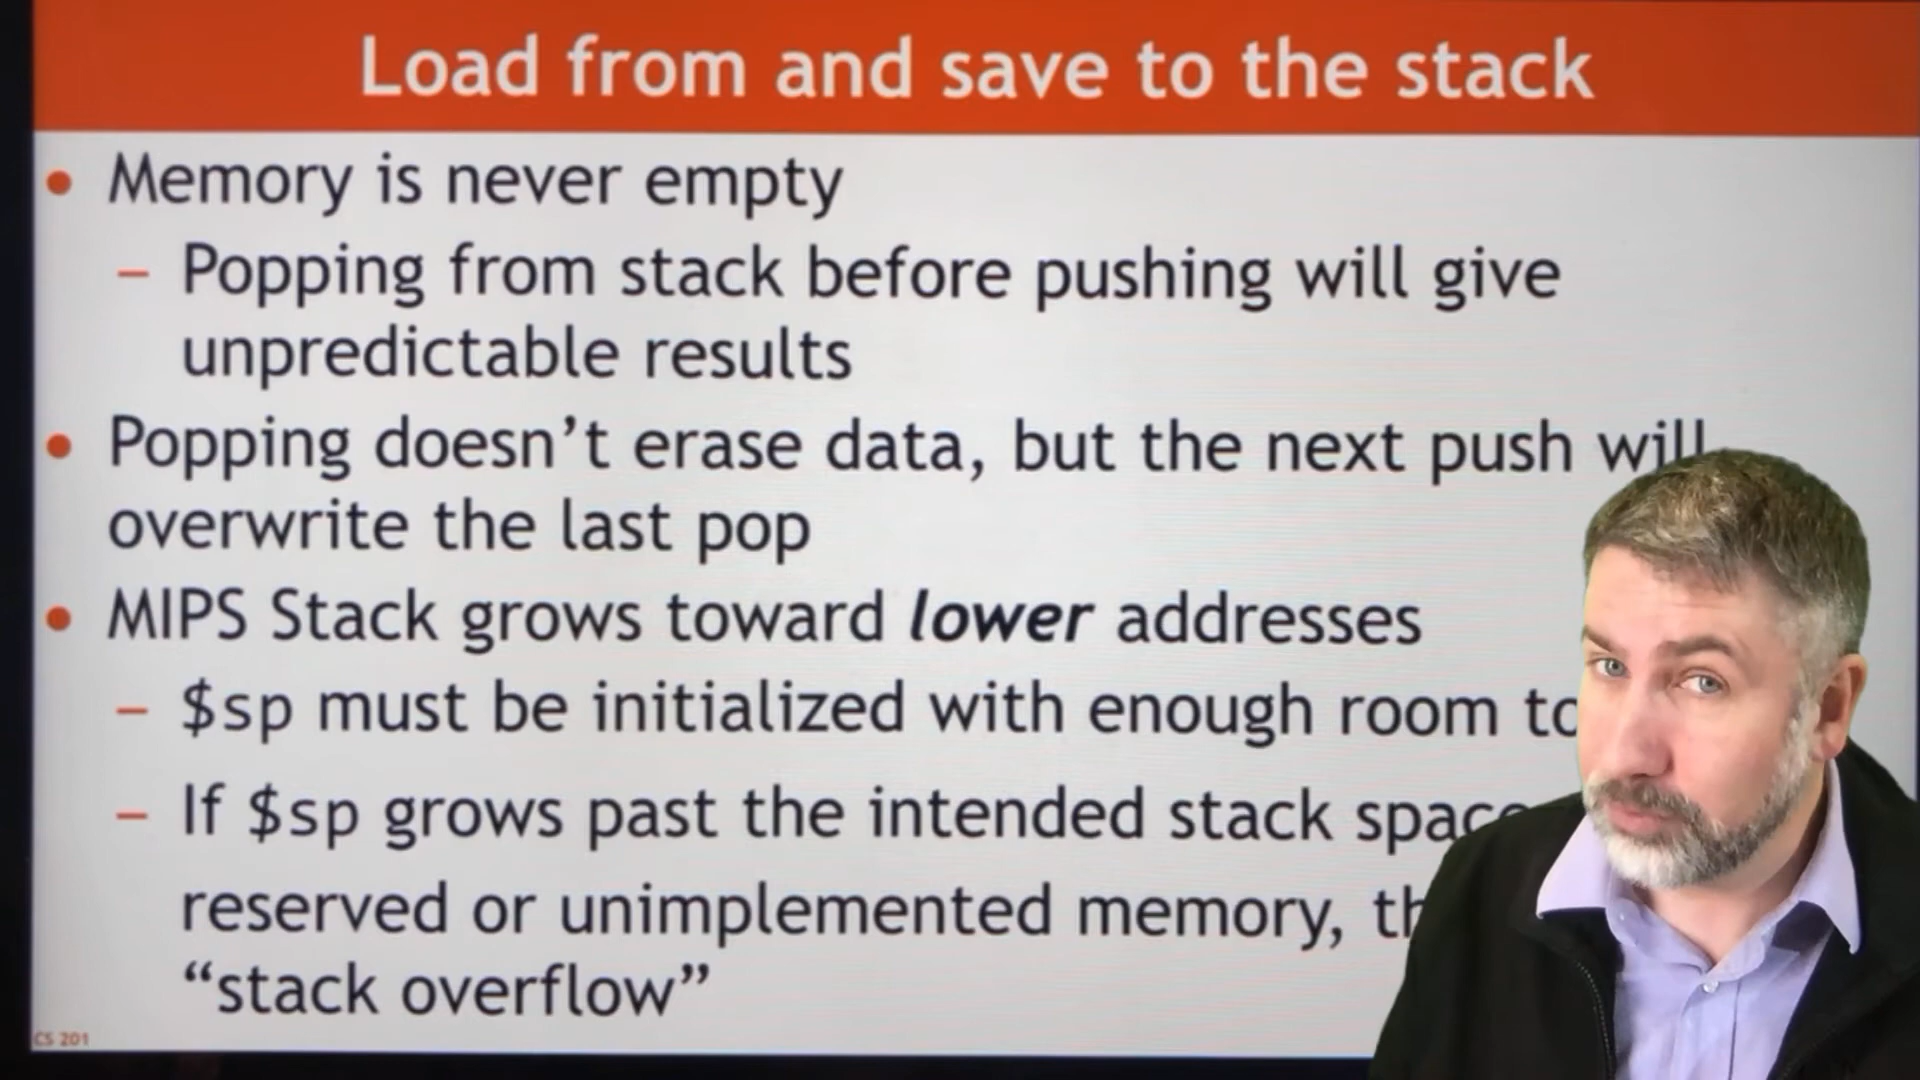 Load from and save to the stack
• Memory is never empty
– Popping from stack before pushing will give
unpredictable results
• Popping doesn’t erase data, but the next push will
overwrite the last pop
• MIPS Stack grows toward lower addresses
– $sp must be initialized with enough room to
– If $sp grows past the intended stack space
reserved or unimplemented memory,
“stack overflow”
CS 201